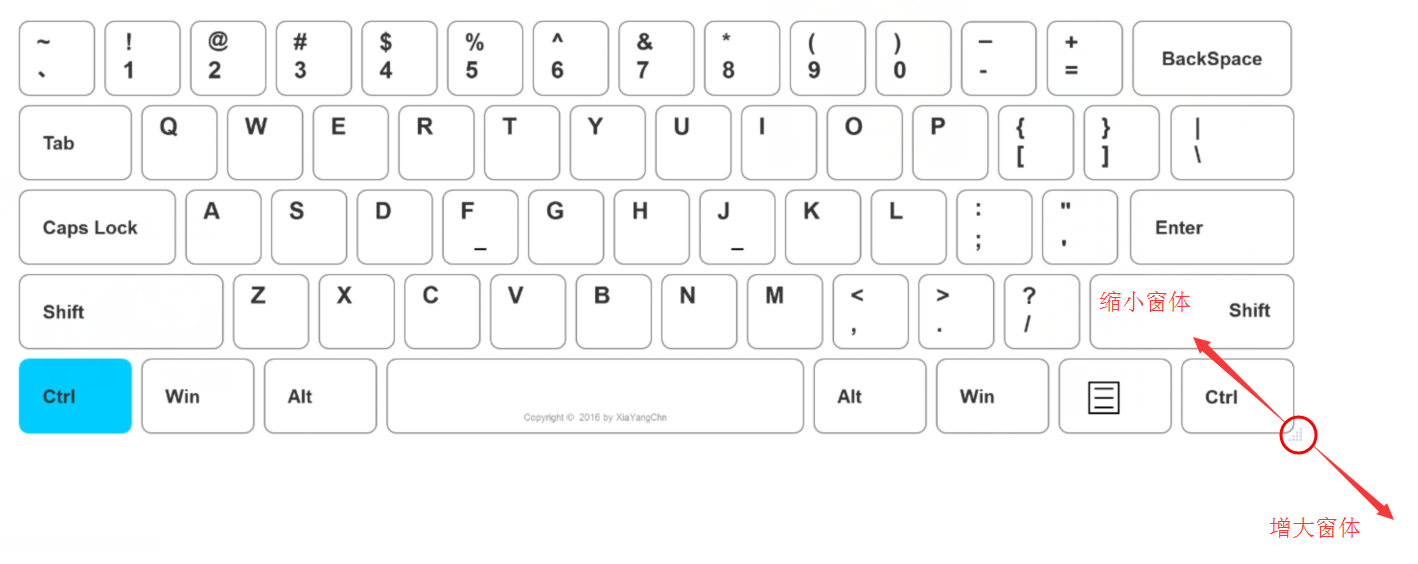 ~ ! @ # $ % ^ & * ( ) — +
、 1 2 3 4 5 6 7 8 9 0 - = BackSpace
Tab Q W E R T Y U I O P { } |
[ ] \
Caps Lock A S D F G H J K L : " Enter
_ _ ; '
Shift Z X C V B N M < > ? 缩小窗体 Shift
, . /
Ctrl Win Alt Alt Win Ctrl
Copyright © 2016 by XiaYangChn
增大窗体